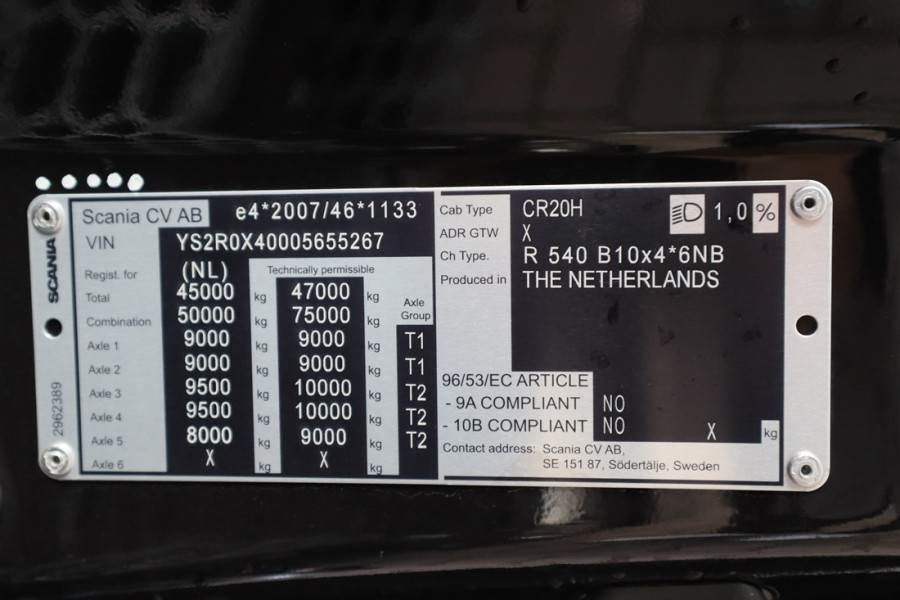 SCANIA
2962389
Scania CV AB e4*2007/46*1133
VIN YS2R0X40005655267
Regist. for (NL) Technically permissible
Total 45000 kg 47000 kg Axle Group
Combination 50000 kg 75000 kg
Axle 1 9000 kg 9000 kg T1
Axle 2 9000 kg 9000 kg T1
Axle 3 9500 kg 10000 kg T2
Axle 4 9500 kg 10000 kg T2
Axle 5 8000 kg 9000 kg T2
Axle 6 X kg X kg
Cab Type CR20H 1,0 %
ADR GTW X
Ch Type. R 540 B10x4*6NB
Produced in THE NETHERLANDS
96/53/EC ARTICLE
- 9A COMPLIANT NO
- 10B COMPLIANT NO X kg
Contact address: Scania CV AB,
SE 151 87, Södertälje, Sweden